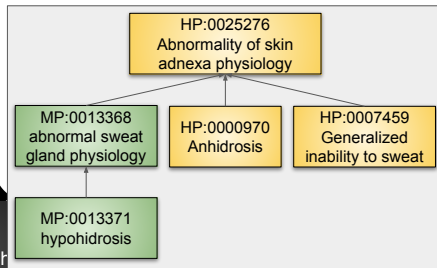 HP:0025276
Abnormality of skin
adnexa physiology
MP:0013368
abnormal sweat
gland physiology
HP:0000970
Anhidrosis
HP:0007459
Generalized
inability to sweat
MP:0013371
hypohidrosis